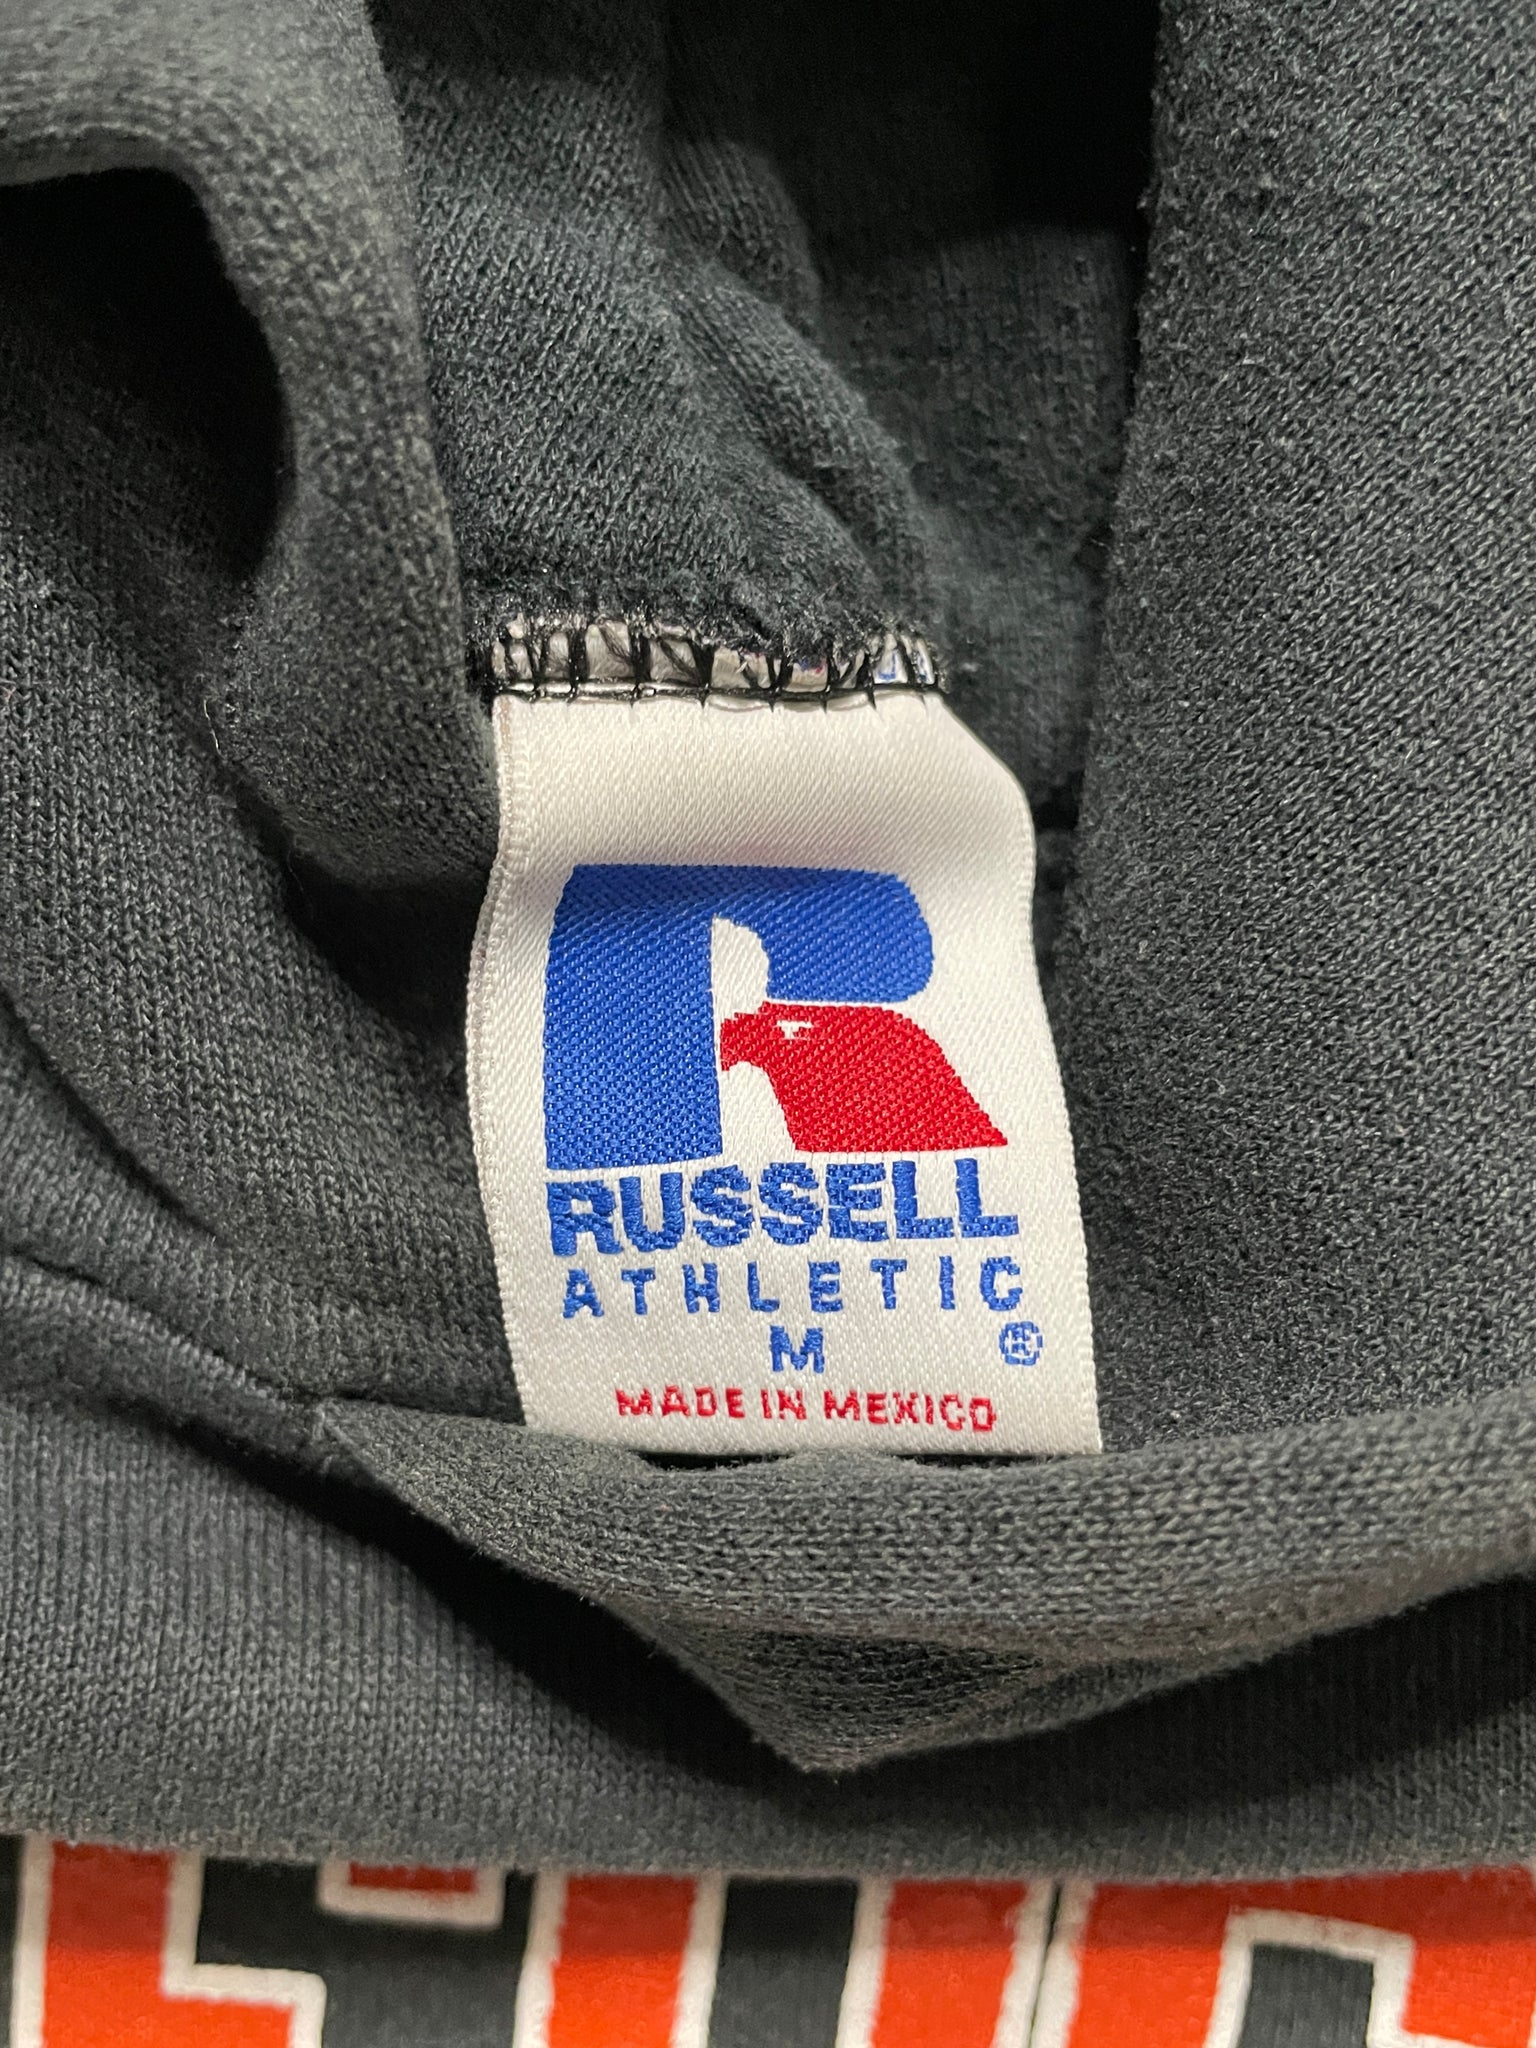 RUSSELL
ATHLETIC
M ®
MADE IN MEXICO